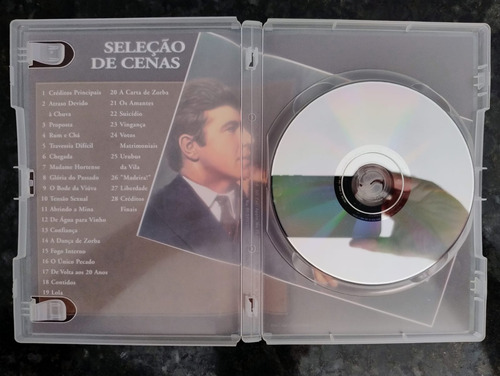 SELEÇÃO
DE CENAS
1 Créditos Principais
2 Atraso Devido
à Chuva
3 Proposta
4 Rum e Chá
5 Travessia Difícil
6 Chegada
7 Madame Hortense
8 Glória do Passado
9 O Bode da Viúva
10 Tensão Sexual
11 Abrindo a Mina
12 De Água para Vinho
13 Confiança
14 A Dança de Zorba
15 Fogo Interno
16 O Único Pecado
17 De Volta aos 20 Anos
18 Contidos
19 Lola
20 A Carta de Zorba
21 Os Amantes
22 Suicídio
23 Vingança
24 Votos
Matrimoniais
25 Urubus
da Vila
26 "Madeira!"
27 Liberdade
28 Créditos
Finais